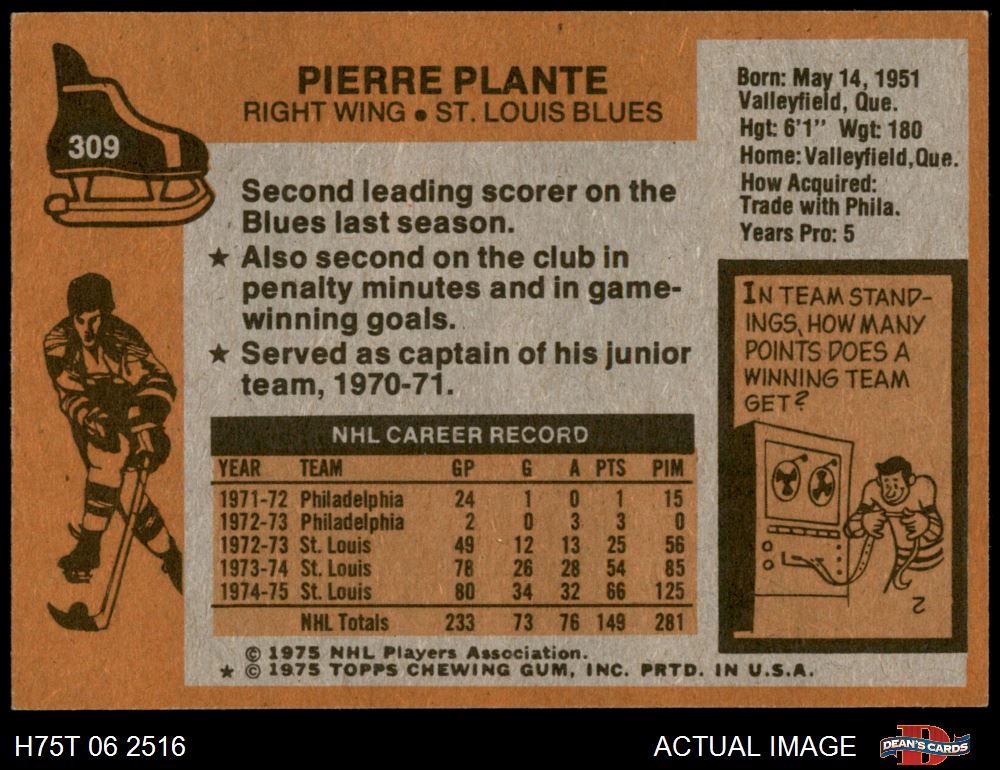 309
PIERRE PLANTE
RIGHT WING • ST. LOUIS BLUES
Born: May 14, 1951
Valleyfield, Que.
Hgt: 6'1" Wgt: 180
Home: Valleyfield, Que.
How Acquired:
Trade with Phila.
Years Pro: 5
Second leading scorer on the
Blues last season.
★ Also second on the club in
penalty minutes and in game-
winning goals.
★ Served as captain of his junior
team, 1970-71.
NHL CAREER RECORD
YEAR TEAM GP G A PTS PIM
1971-72 Philadelphia 24 1 0 1 15
1972-73 Philadelphia 2 0 3 3 0
1972-73 St. Louis 49 12 13 25 56
1973-74 St. Louis 78 26 28 54 85
1974-75 St. Louis 80 34 32 66 125
NHL Totals 233 73 76 149 281
© 1975 NHL Players Association.
★ © 1975 TOPPS CHEWING GUM, INC. PRTD. IN U.S.A.
IN TEAM STAND-
INGS, HOW MANY
POINTS DOES A
WINNING TEAM
GET?
2
H75T 06 2516
ACTUAL IMAGE
D
DEAN'S CARDS